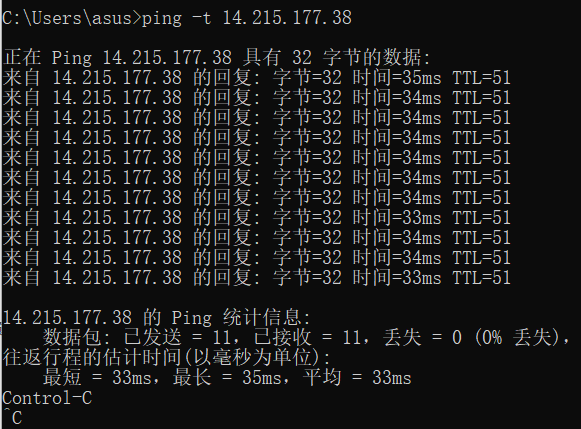 C:\Users\asus>ping -t 14.215.177.38
正在 Ping 14.215.177.38 具有 32 字节的数据:
来自 14.215.177.38 的回复: 字节=32 时间=35ms TTL=51
来自 14.215.177.38 的回复: 字节=32 时间=34ms TTL=51
来自 14.215.177.38 的回复: 字节=32 时间=34ms TTL=51
来自 14.215.177.38 的回复: 字节=32 时间=34ms TTL=51
来自 14.215.177.38 的回复: 字节=32 时间=34ms TTL=51
来自 14.215.177.38 的回复: 字节=32 时间=34ms TTL=51
来自 14.215.177.38 的回复: 字节=32 时间=34ms TTL=51
来自 14.215.177.38 的回复: 字节=32 时间=33ms TTL=51
来自 14.215.177.38 的回复: 字节=32 时间=34ms TTL=51
来自 14.215.177.38 的回复: 字节=32 时间=34ms TTL=51
来自 14.215.177.38 的回复: 字节=32 时间=33ms TTL=51
14.215.177.38 的 Ping 统计信息:
数据包: 已发送 = 11，已接收 = 11，丢失 = 0 (0% 丢失)，
往返行程的估计时间(以毫秒为单位):
最短 = 33ms，最长 = 35ms，平均 = 33ms
Control-C
^C